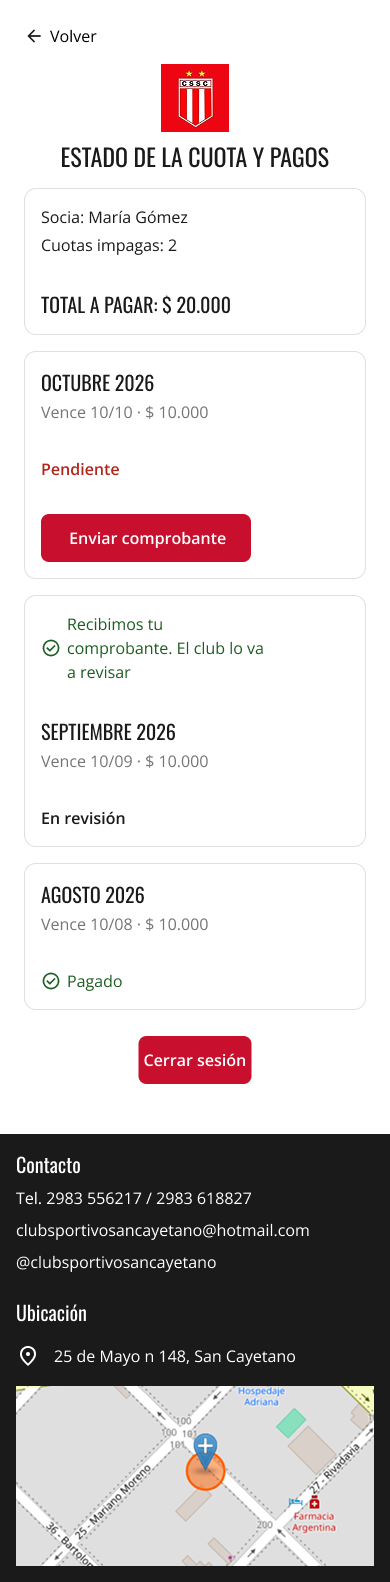 Volver
CSSC
ESTADO DE LA CUOTA Y PAGOS
Socia: María Gómez
Cuotas impagas: 2
TOTAL A PAGAR: $ 20.000
OCTUBRE 2026
Vence 10/10 · $ 10.000
Pendiente
Enviar comprobante
Recibimos tu
comprobante. El club lo va
a revisar
SEPTIEMBRE 2026
Vence 10/09 · $ 10.000
En revisión
AGOSTO 2026
Vence 10/08 · $ 10.000
Pagado
Cerrar sesión
Contacto
Tel. 2983 556217 / 2983 618827
clubsportivosancayetano@hotmail.com
@clubsportivosancayetano
Ubicación
25 de Mayo n 148, San Cayetano
Hospedaje
Adriana
100
100 101
101
25 - Mariano Moreno
27 - Rivadavia
36 - Bartolon
200
Farmacia
Argentina